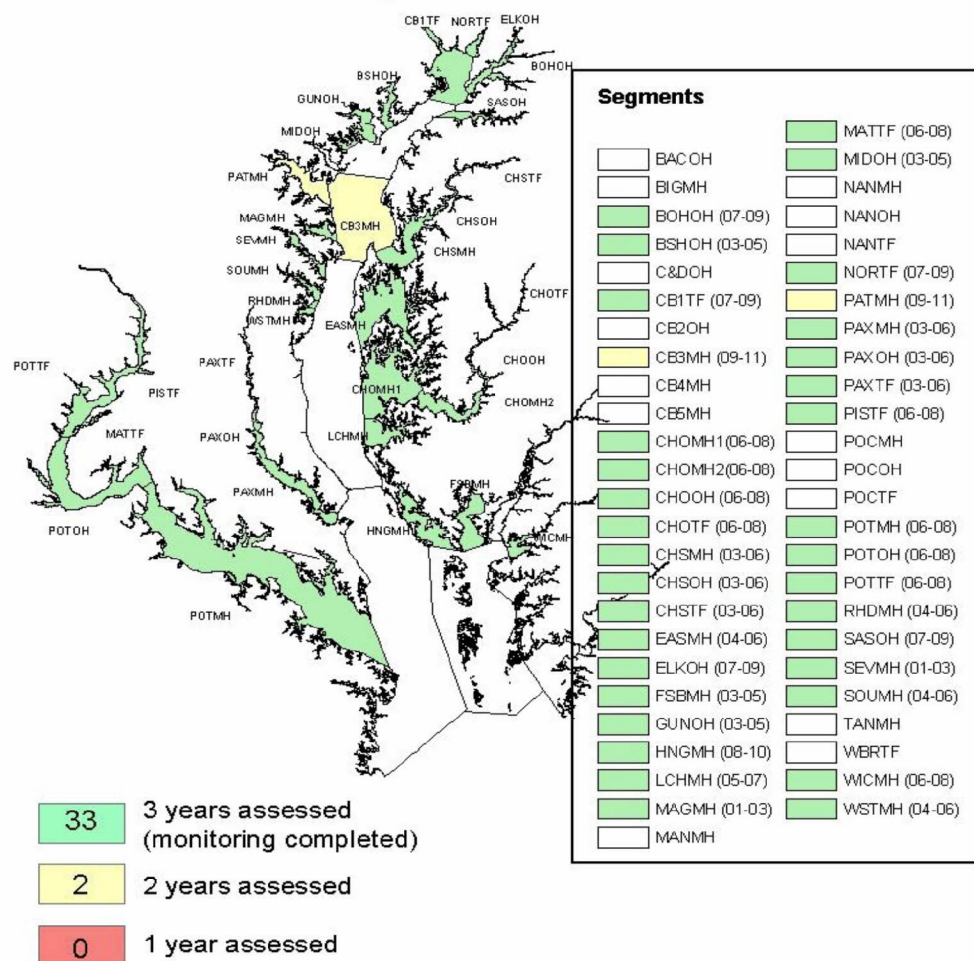 CB1TF
NORTF
ELKOH
BOHOH
BSHOH
GUNOH
SASOH
MIDOH
PATMH
CHSTF
MAGMH
CB3MH
CHSOH
SEVMH
CHSMH
SOUMH
CHOTF
RHDMH
WSTMH
EASMH
POTTF
PAXTF
CHOOH
PISTF
CHOMH1
CHOMH2
MATTF
LCHMH
PAXOH
FSBMH
PAXMH
POTOH
HNGMH
WICMH
POTMH
Segments
BACOH
BIGMH
BOHOH (07-09)
BSHOH (03-05)
C&DOH
CB1TF (07-09)
CB2OH
CB3MH (09-11)
CB4MH
CB5MH
CHOMH1(06-08)
CHOMH2(06-08)
CHOOH (06-08)
CHOTF (06-08)
CHSMH (03-06)
CHSOH (03-06)
CHSTF (03-06)
EASMH (04-06)
ELKOH (07-09)
FSBMH (03-05)
GUNOH (03-05)
HNGMH (08-10)
LCHMH (05-07)
MAGMH (01-03)
MANMH
MATTF (06-08)
MIDOH (03-05)
NANMH
NANOH
NANTF
NORTF (07-09)
PATMH (09-11)
PAXMH (03-06)
PAXOH (03-06)
PAXTF (03-06)
PISTF (06-08)
POCMH
POCOH
POCTF
POTMH (06-08)
POTOH (06-08)
POTTF (06-08)
RHDMH (04-06)
SASOH (07-09)
SEVMH (01-03)
SOUMH (04-06)
TANMH
WBRTF
WICMH (06-08)
WSTMH (04-06)
33 3 years assessed
(monitoring completed)
2 2 years assessed
0 1 year assessed